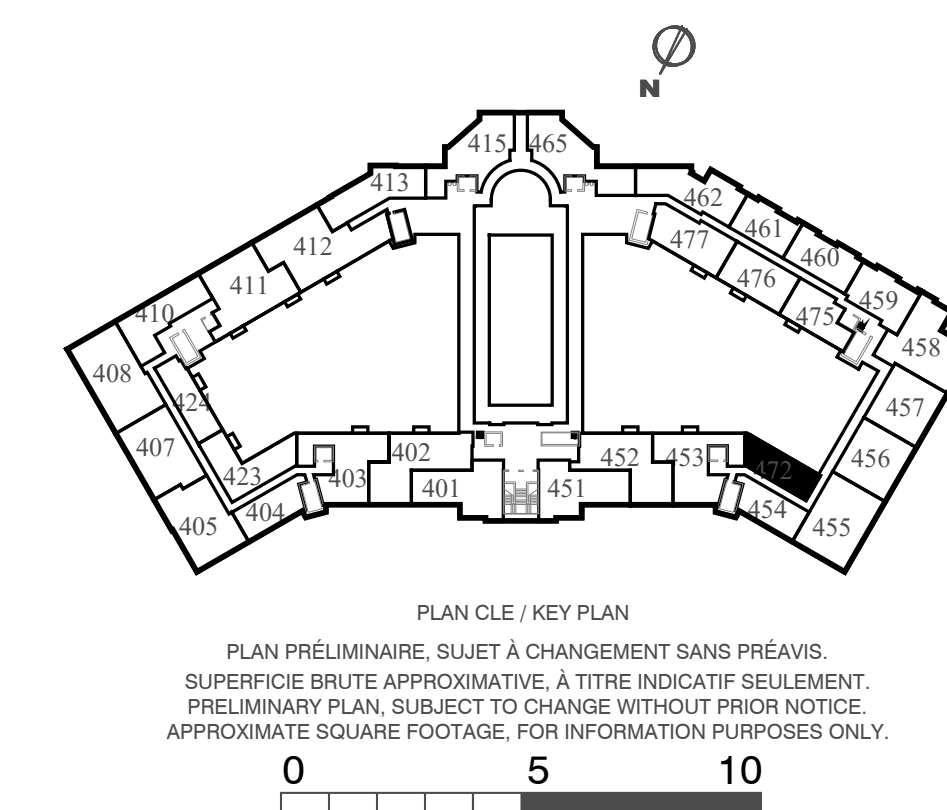 N
415 465
413 462
412 477 461
411 476 460
410 475 459
408 458
424 457
407 402 452 453 456
423 403 472
401 451
405 404 454 455
PLAN CLE / KEY PLAN
PLAN PRÉLIMINAIRE, SUJET À CHANGEMENT SANS PRÉAVIS.
SUPERFICIE BRUTE APPROXIMATIVE, À TITRE INDICATIF SEULEMENT.
PRELIMINARY PLAN, SUBJECT TO CHANGE WITHOUT PRIOR NOTICE.
APPROXIMATE SQUARE FOOTAGE, FOR INFORMATION PURPOSES ONLY.
0 5 10